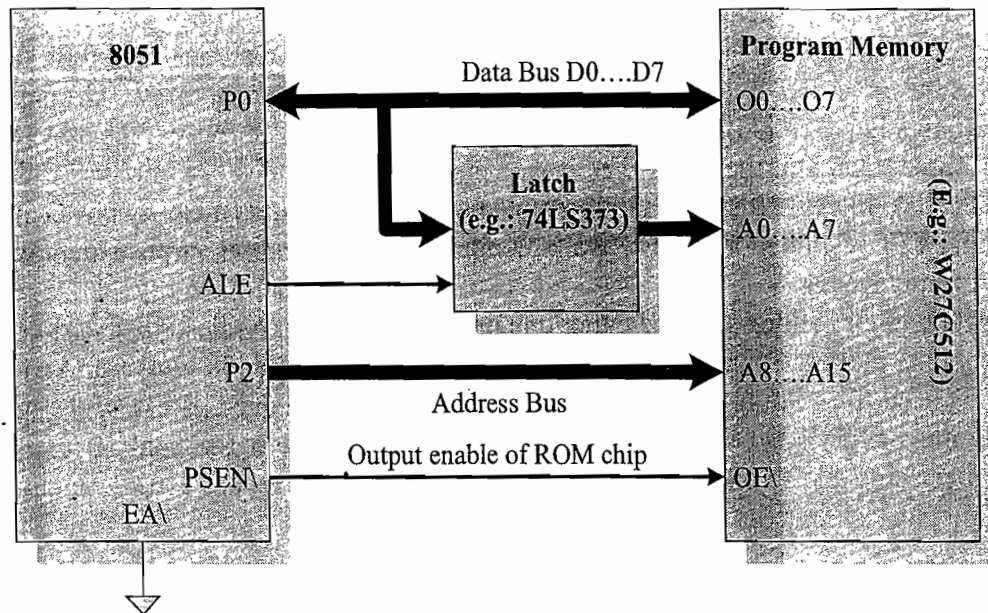 8051
Program Memory
Data Bus D0....D7
P0
O0....O7
Latch
(e.g.: 74LS373)
A0....A7
(E.g.: W27C512)
ALE
P2
A8....A15
Address Bus
Output enable of ROM chip
PSEN\
OE\
EA\